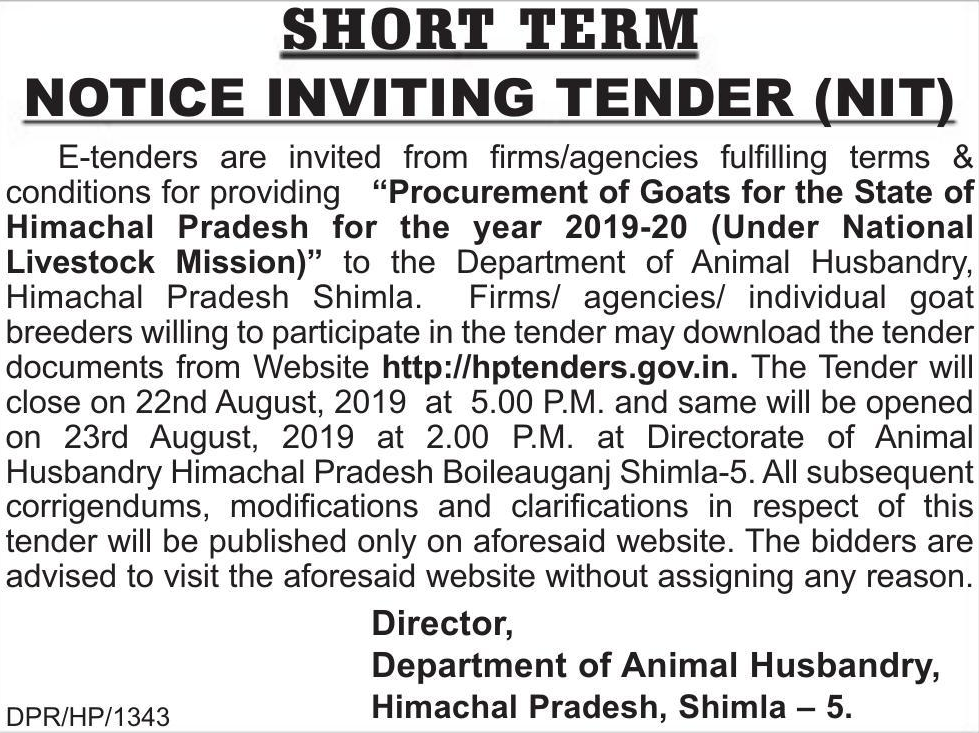 SHORT TERM
NOTICE INVITING TENDER (NIT)
E-tenders are invited from firms/agencies fulfilling terms &
conditions for providing “Procurement of Goats for the State of
Himachal Pradesh for the year 2019-20 (Under National
Livestock Mission)” to the Department of Animal Husbandry,
Himachal Pradesh Shimla. Firms/ agencies/ individual goat
breeders willing to participate in the tender may download the tender
documents from Website http://hptenders.gov.in. The Tender will
close on 22nd August, 2019 at 5.00 P.M. and same will be opened
on 23rd August, 2019 at 2.00 P.M. at Directorate of Animal
Husbandry Himachal Pradesh Boileauganj Shimla-5. All subsequent
corrigendums, modifications and clarifications in respect of this
tender will be published only on aforesaid website. The bidders are
advised to visit the aforesaid website without assigning any reason.
Director,
Department of Animal Husbandry,
Himachal Pradesh, Shimla – 5.
DPR/HP/1343